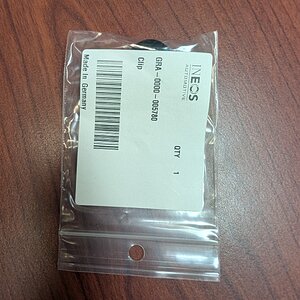 INEOS
AUTOMOTIVE
QTY 1
GRA-0000-005780
Clip
Made in Germany